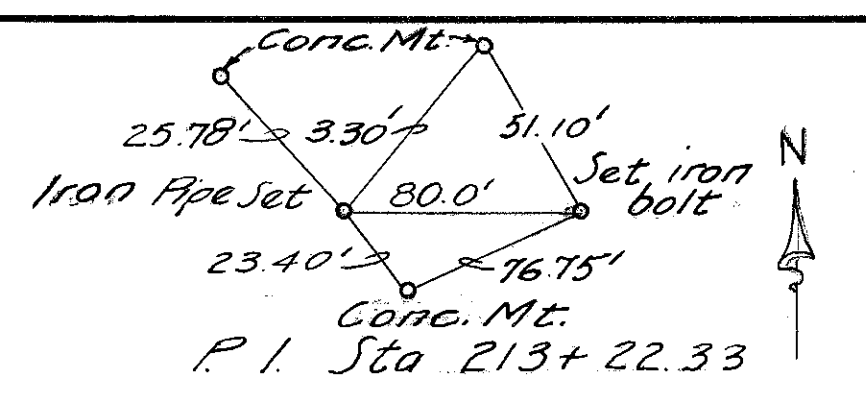 Conc. Mt.
25.78' 3.30' 51.10'
N
Iron Pipe Set 80.0' Set iron
bolt
23.40' 76.75'
Conc. Mt.
P.I. Sta 213+22.33